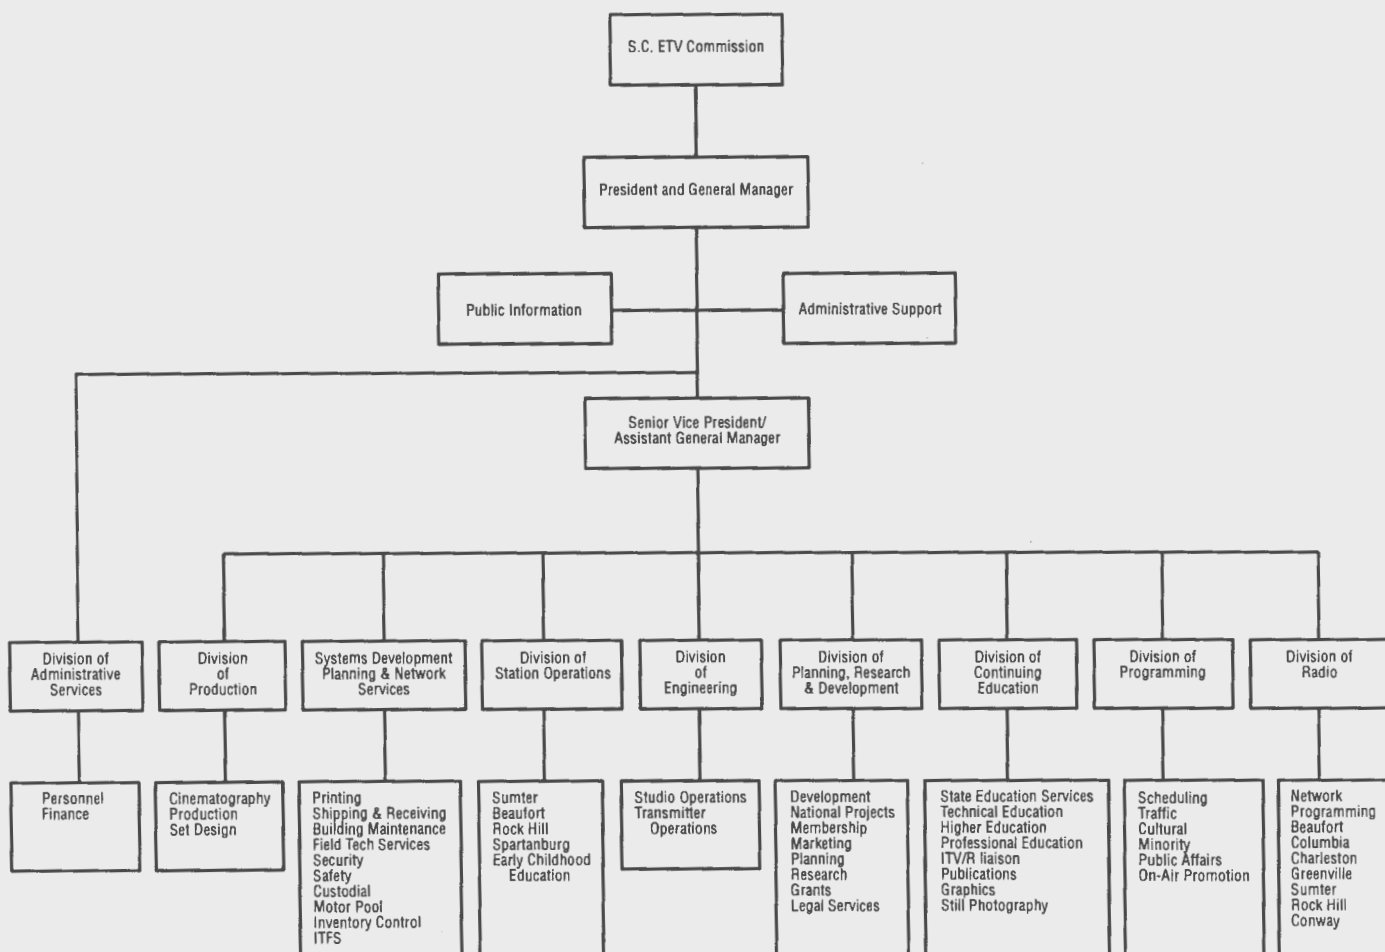 S.C. ETV Commission
President and General Manager
Public Information
Administrative Support
Senior Vice President/
Assistant General Manager
Division of
Administrative
Services
Division
of
Production
Systems Development
Planning & Network
Services
Division of
Station Operations
Division
of
Engineering
Division of
Planning, Research
& Development
Division of
Continuing
Education
Division of
Programming
Division of
Radio
Personnel
Finance
Cinematography
Production
Set Design
Printing
Shipping & Receiving
Building Maintenance
Field Tech Services
Security
Safety
Custodial
Motor Pool
Inventory Control
ITFS
Sumter
Beaufort
Rock Hill
Spartanburg
Early Childhood
Education
Studio Operations
Transmitter
Operations
Development
National Projects
Membership
Marketing
Planning
Research
Grants
Legal Services
State Education Services
Technical Education
Higher Education
Professional Education
ITV/R liaison
Publications
Graphics
Still Photography
Scheduling
Traffic
Cultural
Minority
Public Affairs
On-Air Promotion
Network
Programming
Beaufort
Columbia
Charleston
Greenville
Sumter
Rock Hill
Conway